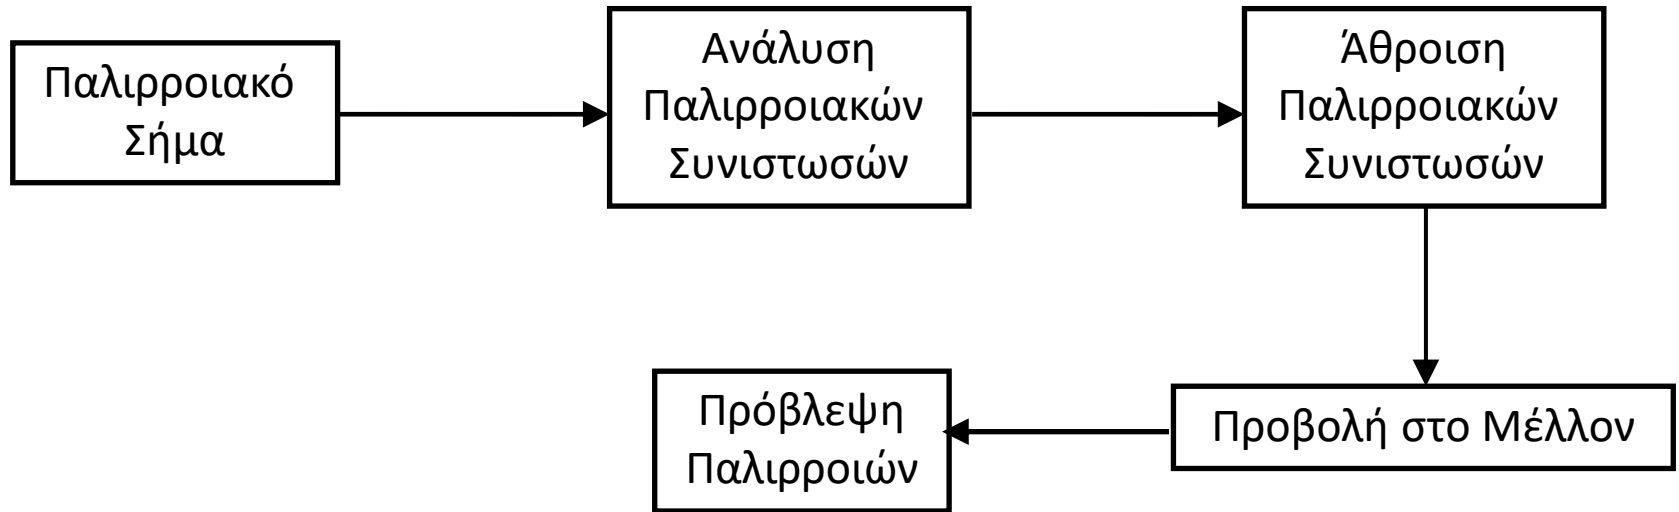 Παλιρροιακό
Σήμα
Ανάλυση
Παλιρροιακών
Συνιστωσών
Άθροιση
Παλιρροιακών
Συνιστωσών
Προβολή στο Μέλλον
Πρόβλεψη
Παλιρροιών